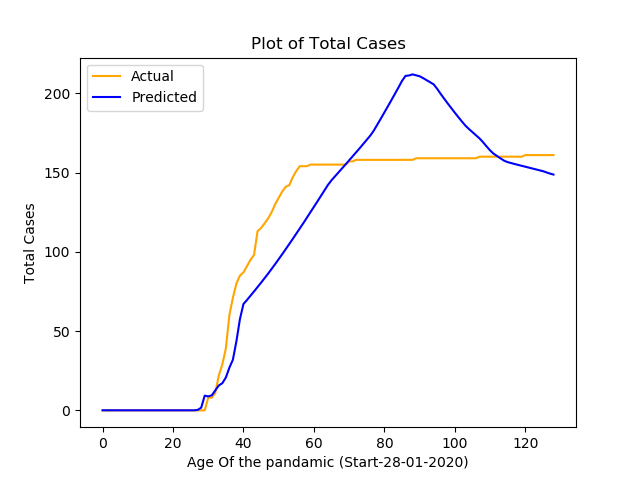 Plot of Total Cases
Actual
Predicted
200
150
100
50
0
Total Cases
0 20 40 60 80 100 120
Age Of the pandamic (Start-28-01-2020)